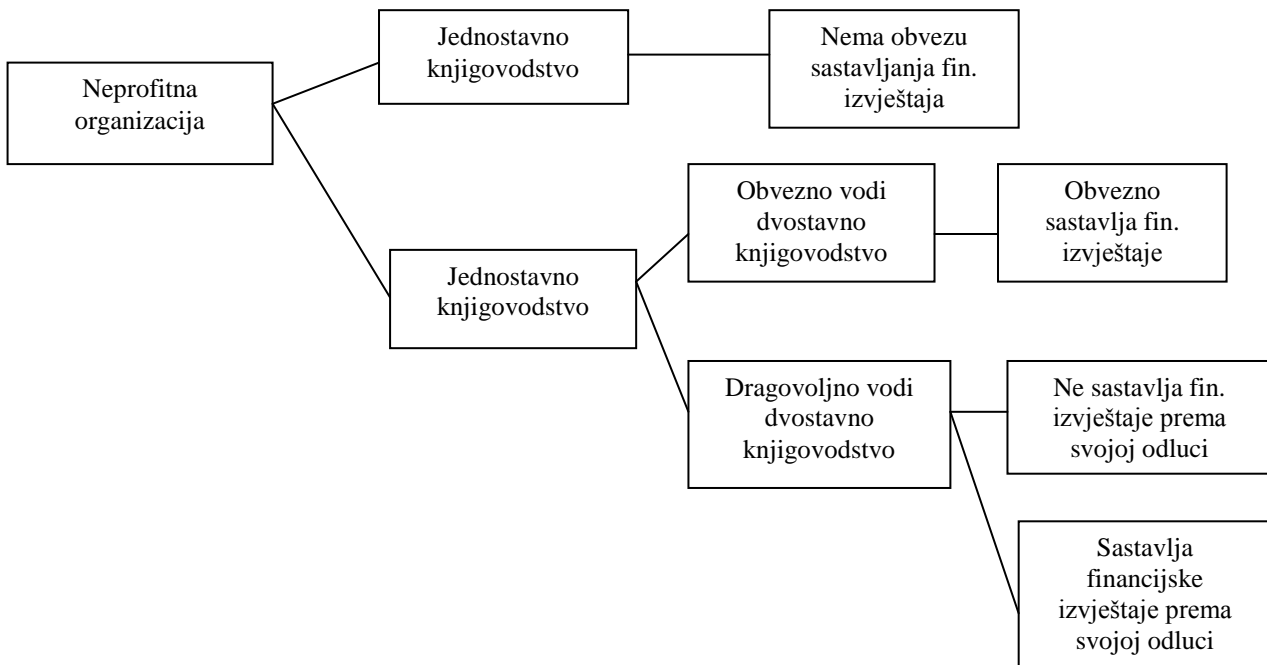 Neprofitna
organizacija
Jednostavno
knjigovodstvo
Nema obvezu
sastavljanja fin.
izvještaja
Jednostavno
knjigovodstvo
Obvezno vodi
dvostavno
knjigovodstvo
Obvezno
sastavlja fin.
izvještaje
Dragovoljno vodi
dvostavno
knjigovodstvo
Ne sastavlja fin.
izvještaje prema
svojoj odluci
Sastavlja
financijske
izvještaje prema
svojoj odluci